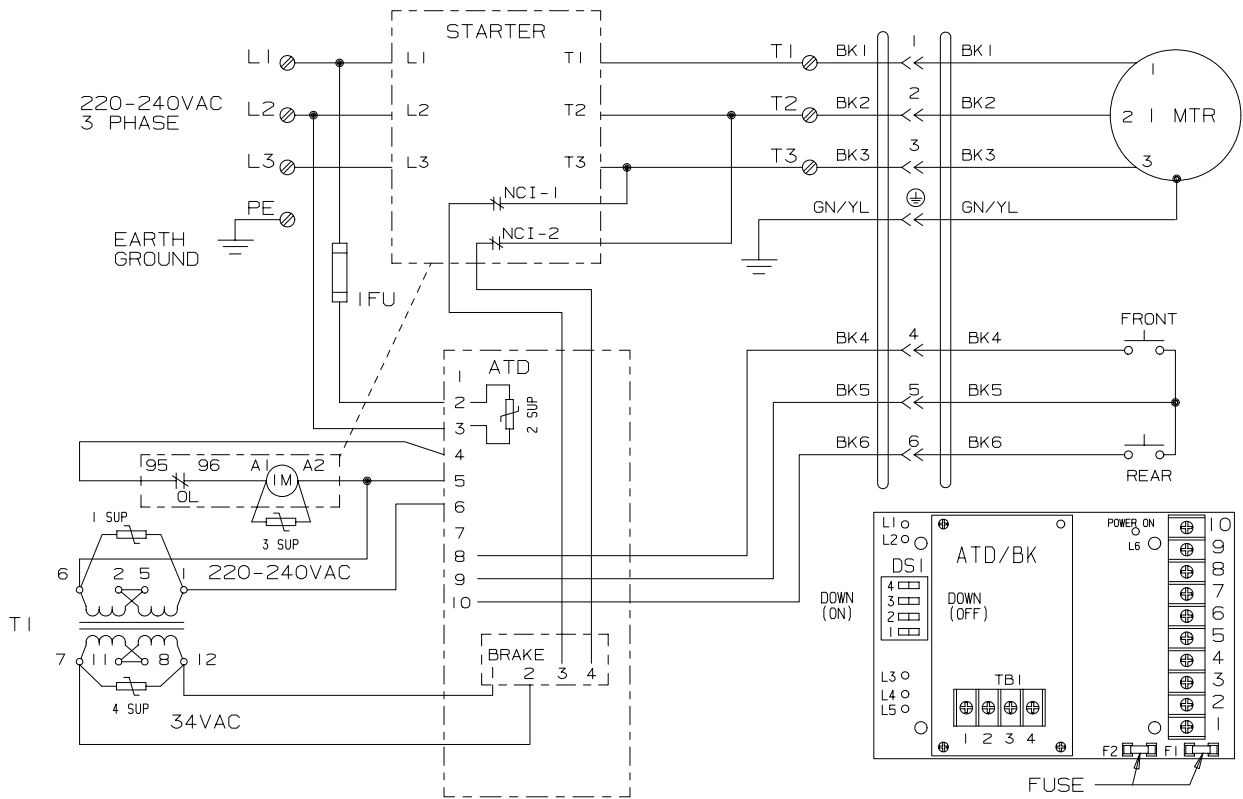 STARTER
L1 L1 T1 T1 BK1 1 BK1
220-240VAC
3 PHASE
L2 L2 T2 T2 BK2 2 BK2
L3 L3 T3 T3 BK3 3 BK3
1
2 1 MTR
3
PE
NC1-1
GN/YL GN/YL
EARTH
GROUND
NC1-2
1FU
FRONT
BK4 4 BK4
BK5 5 BK5
BK6 6 BK6
REAR
ATD
1
2
3
4
5
6
7
8
9
10
2 SUP
95 96 A1 1M A2
OL
3 SUP
1 SUP
6 2 5 1 220-240VAC
T1
7 11 8 12
4 SUP
34VAC
BRAKE
1 2 3 4
L1
L2
DS1
DOWN
(ON)
4
3
2
1
DOWN
(OFF)
ATD/BK
L3
L4
L5
TB1
1 2 3 4
POWER ON
L6
10
9
8
7
6
5
4
3
2
1
F2 F1
FUSE